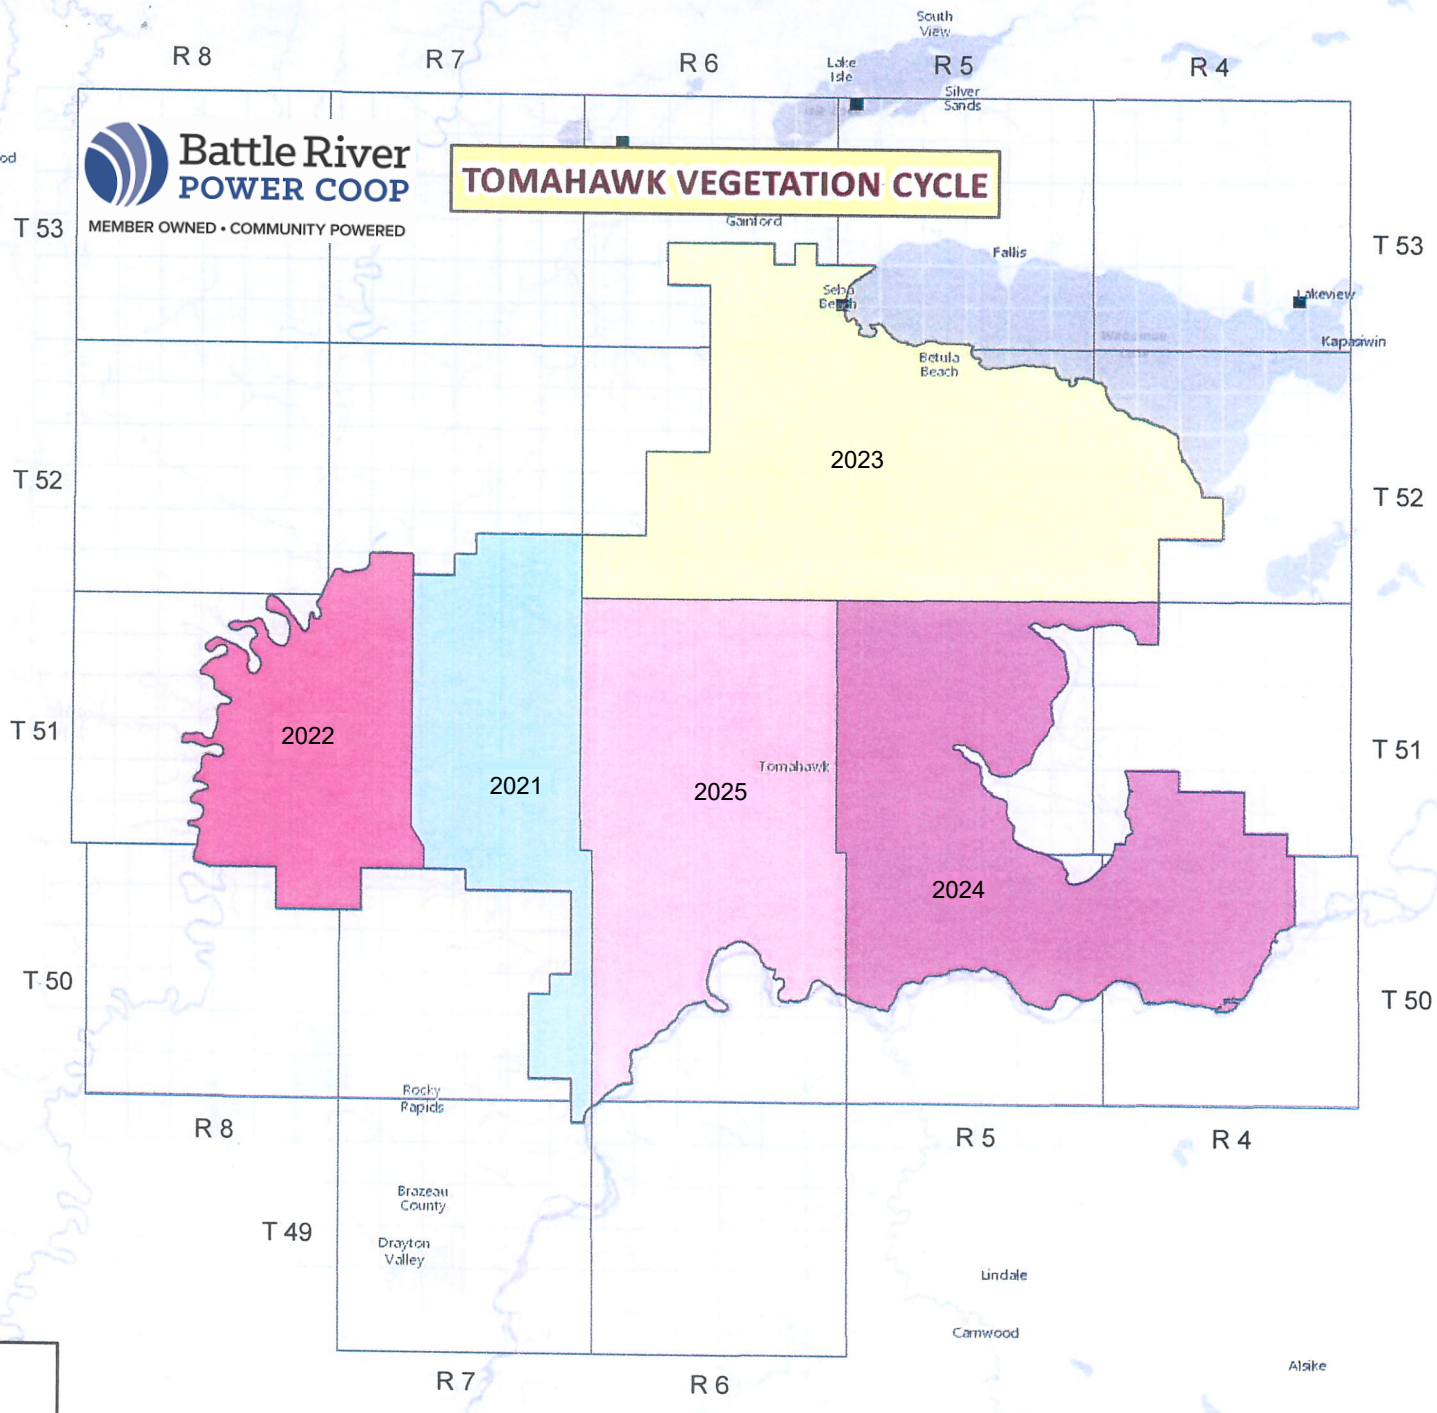 South
View
R 8
R 7
R 6
Lake
Isle
R 5
R 4
Silver
Sands
Battle River
POWER COOP
MEMBER OWNED • COMMUNITY POWERED
TOMAHAWK VEGETATION CYCLE
od
T 53
Gainford
Fallis
T 53
Seba
Beach
Lakeview
Kapasiwin
Betula
Beach
2023
T 52
T 52
2022
T 51
T 51
Tomahawk
2021
2025
2024
T 50
T 50
Rocky
Rapids
R 8
R 5
R 4
Brazeau
County
T 49
Drayton
Valley
Lindale
Carnwood
Alsike
R 7
R 6